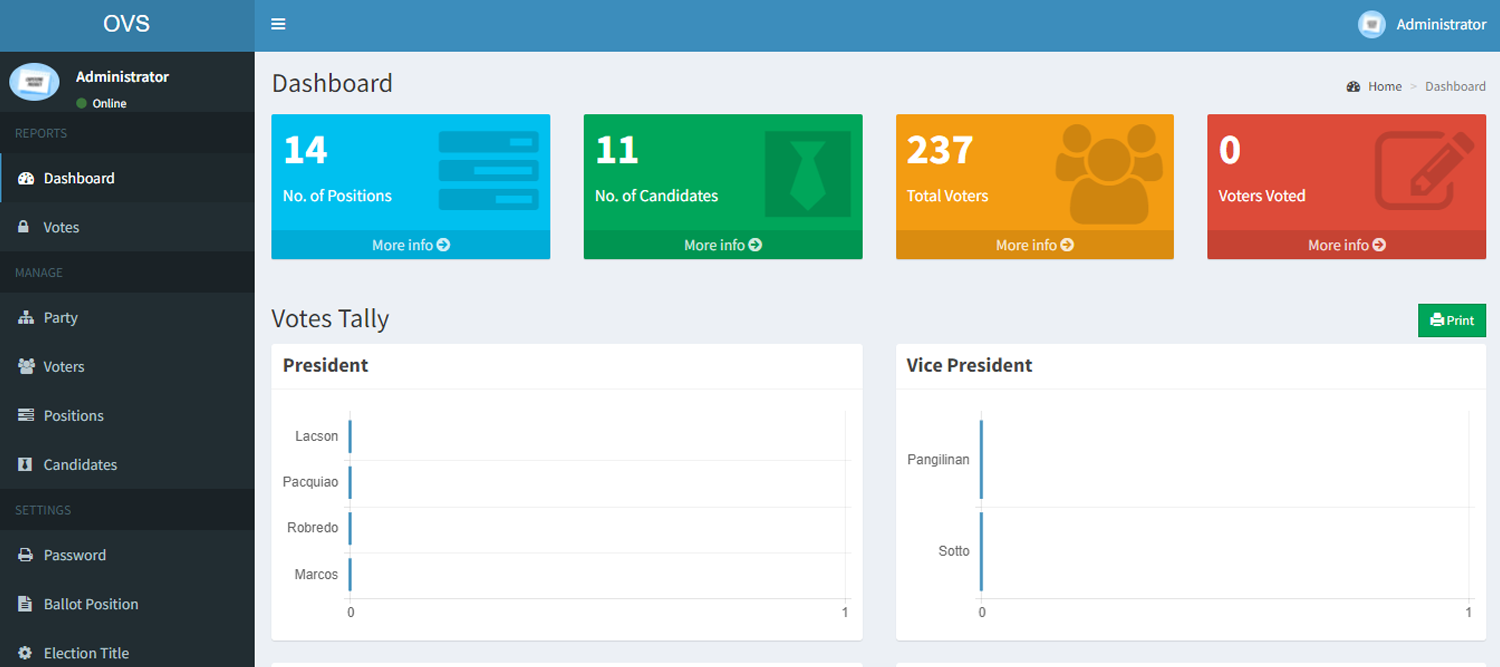 OVS
Administrator
Administrator
Online
REPORTS
Dashboard
Votes
MANAGE
Party
Voters
Positions
Candidates
SETTINGS
Password
Ballot Position
Election Title
Dashboard
Home > Dashboard
14
No. of Positions
More info
11
No. of Candidates
More info
237
Total Voters
More info
0
Voters Voted
More info
Votes Tally
Print
President
Lacson
Pacquiao
Robredo
Marcos
0 1
Vice President
Pangilinan
Sotto
0 1